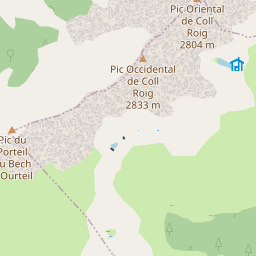 Pic Oriental
de Coll
Roig
2804 m
Pic Occidental
de Coll
Roig
2833 m
Pic du
Porteil
u Bech
Ourteil